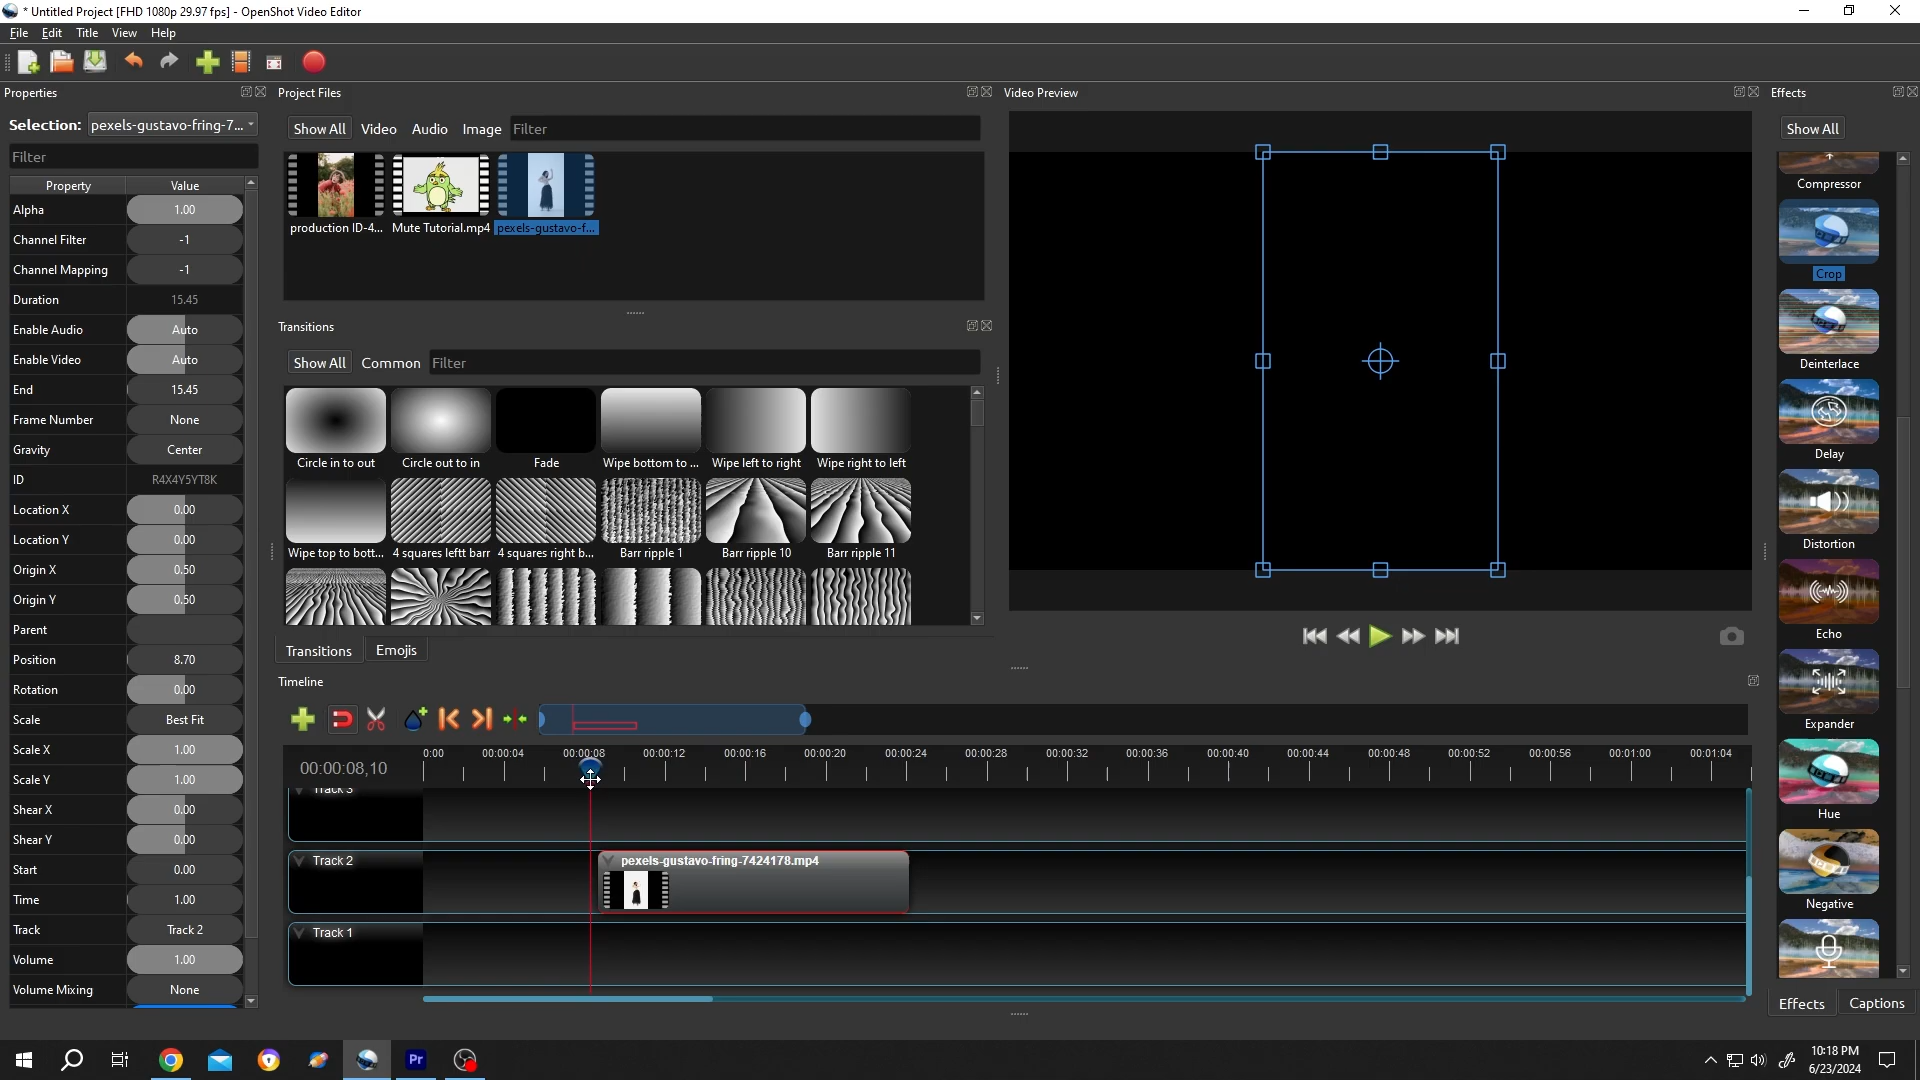 * Untitled Project [FHD 1080p 29.97 fps] - OpenShot Video Editor
File Edit Title View Help
Properties
Project Files
Video Preview
Effects
Selection: pexels-gustavo-fring-7...
Show All Video Audio Image Filter
Show All
Filter
Property Value
Alpha 1.00
Channel Filter -1
Channel Mapping -1
Duration 15.45
Enable Audio Auto
Enable Video Auto
End 15.45
Frame Number None
Gravity Center
ID R4X4Y5YT8K
Location X 0.00
Location Y 0.00
Origin X 0.50
Origin Y 0.50
Parent
Position 8.70
Rotation 0.00
Scale Best Fit
Scale X 1.00
Scale Y 1.00
Shear X 0.00
Shear Y 0.00
Start 0.00
Time 1.00
Track Track 2
Volume 1.00
Volume Mixing None
production ID-4... Mute Tutorial.mp4 pexels-gustavo-f...
Transitions
Show All Common Filter
Circle in to out Circle out to in Fade Wipe bottom to ... Wipe left to right Wipe right to left
Wipe top to bott... 4 squares leftt barr 4 squares right b... Barr ripple 1 Barr ripple 10 Barr ripple 11
Transitions Emojis
Timeline
0:00 00:00:04 00:00:08 00:00:12 00:00:16 00:00:20 00:00:24 00:00:28 00:00:32 00:00:36 00:00:40 00:00:44 00:00:48 00:00:52 00:00:56 00:01:00 00:01:04
00:00:08,10
Track 3
Track 2
pexels-gustavo-fring-7424178.mp4
Track 1
Compressor
Crop
Deinterlace
Delay
Distortion
Echo
Expander
Hue
Negative
Effects Captions
Pr
10:18 PM
6/23/2024